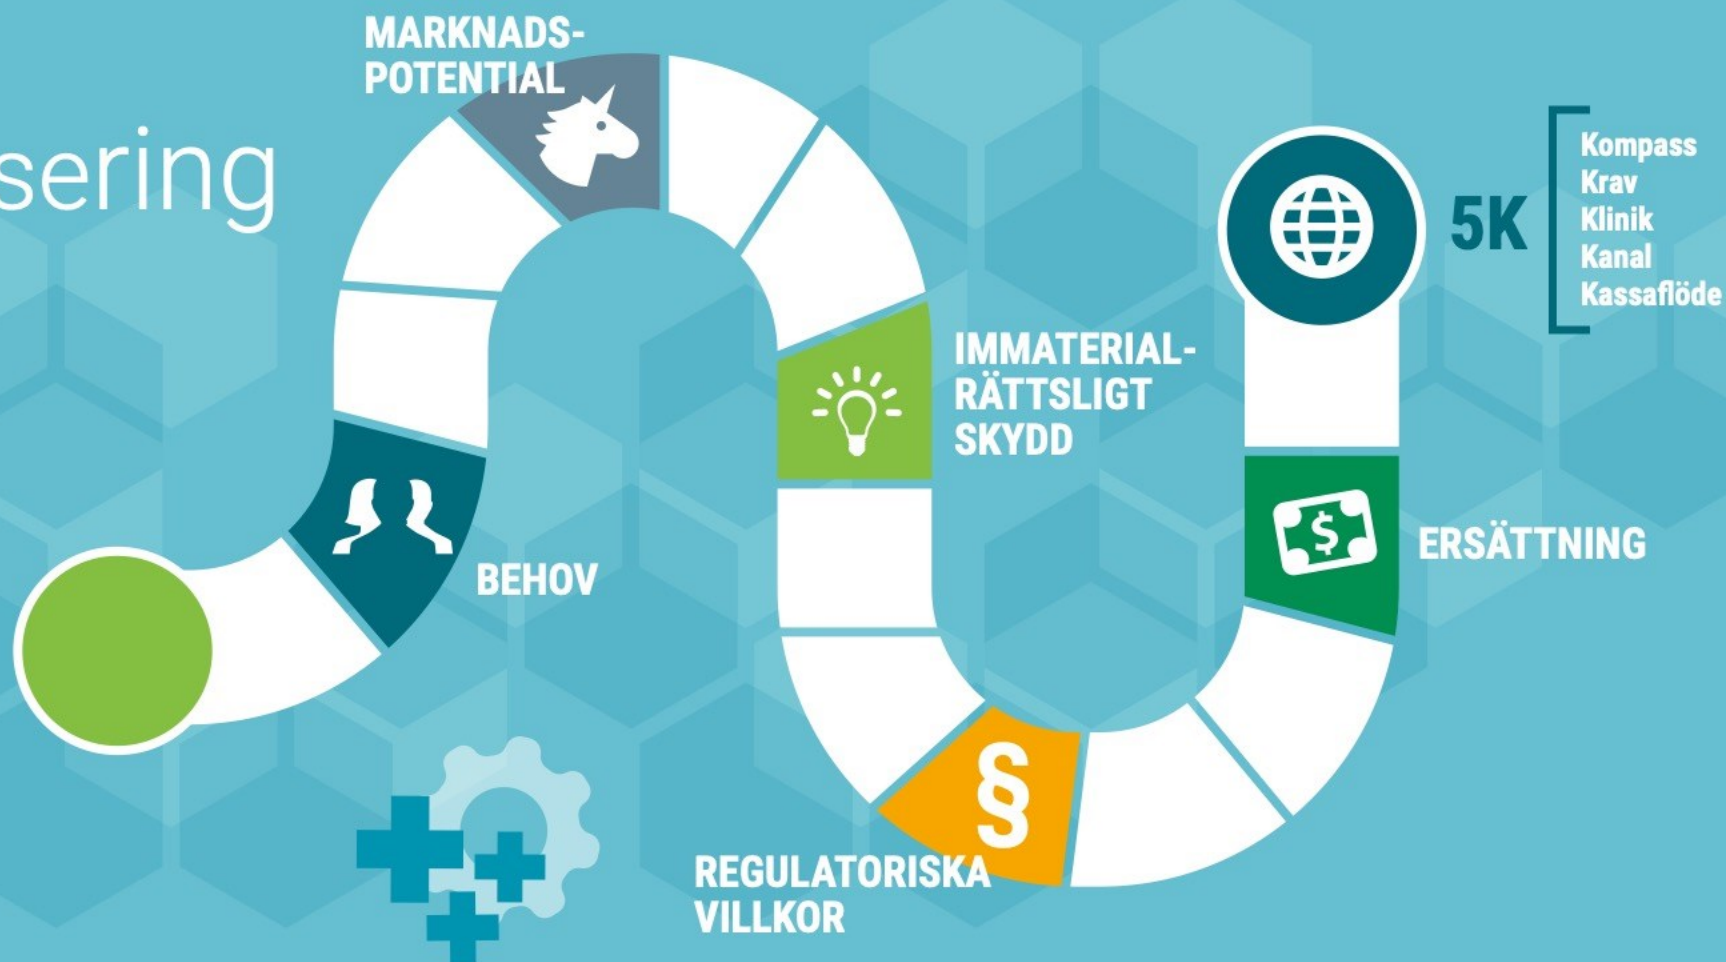 MARKNADS-
POTENTIAL
sering
BEHOV
IMMATERIAL-
RÄTTSLIGT
SKYDD
REGULATORISKA
VILLKOR
§
$
ERSÄTTNING
5K
Kompass
Krav
Klinik
Kanal
Kassaflöde